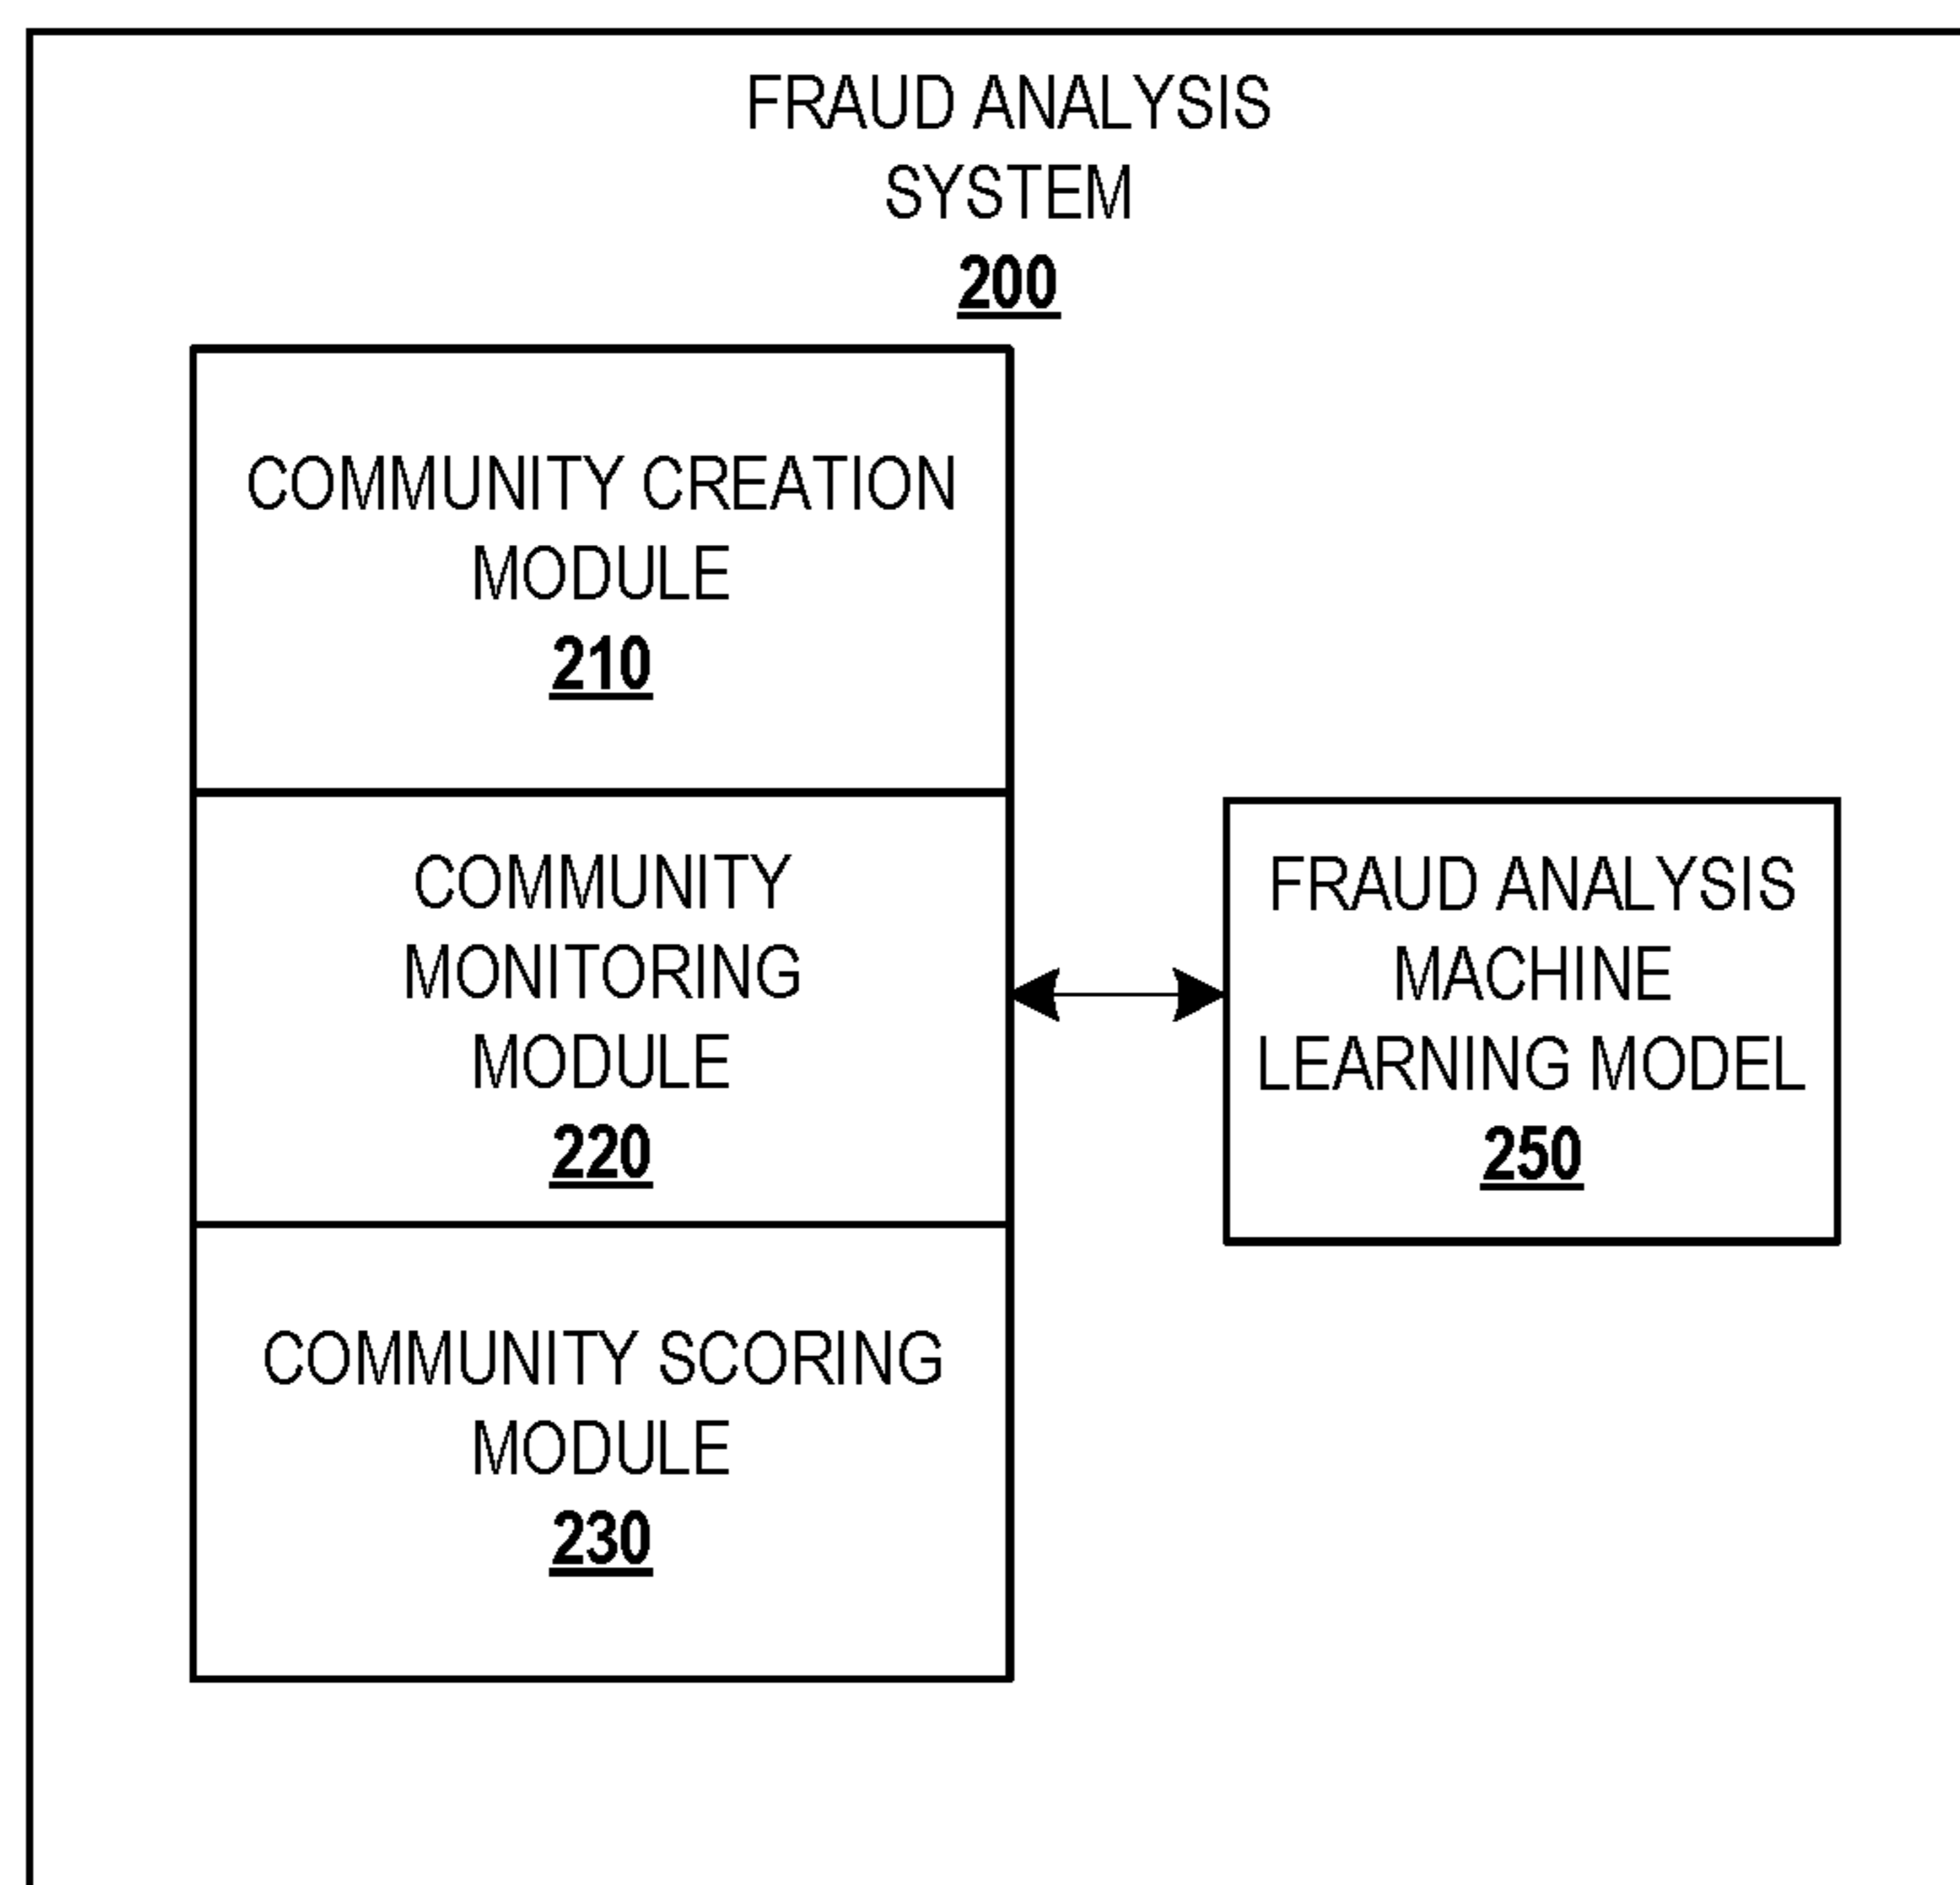 FRAUD ANALYSIS
SYSTEM
200
COMMUNITY CREATION
MODULE
210
COMMUNITY
MONITORING
MODULE
220
COMMUNITY SCORING
MODULE
230
FRAUD ANALYSIS
MACHINE
LEARNING MODEL
250